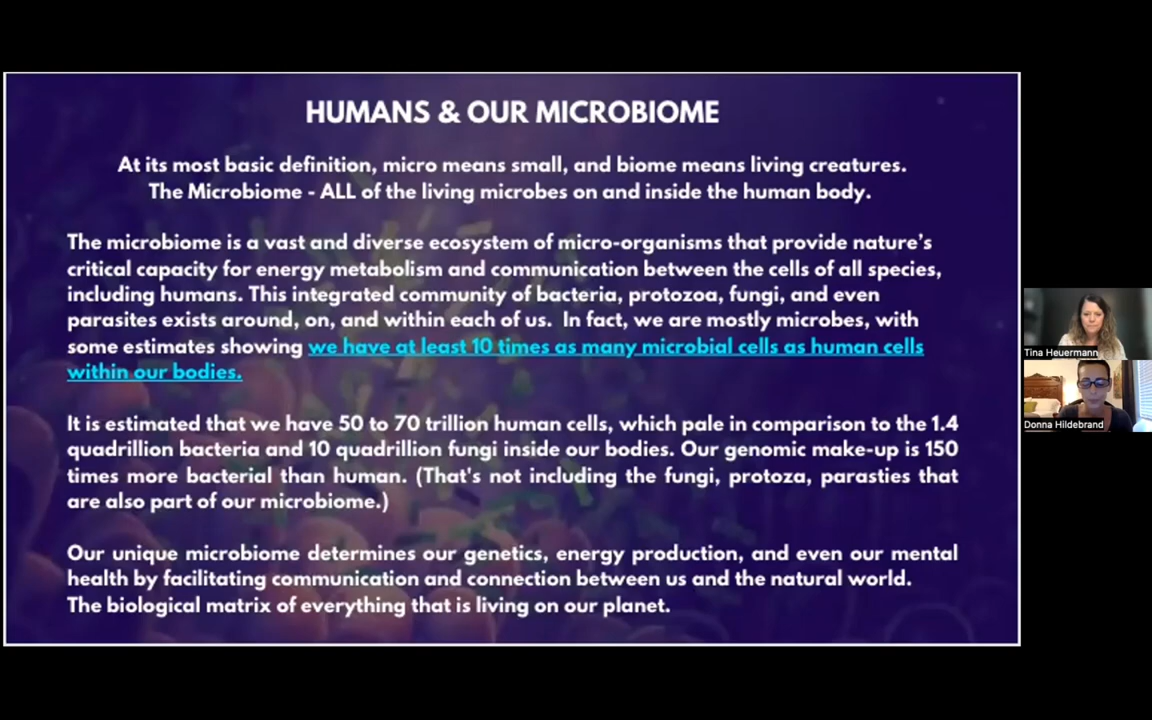 HUMANS & OUR MICROBIOME
At its most basic definition, micro means small, and biome means living creatures.
The Microbiome - ALL of the living microbes on and inside the human body.
The microbiome is a vast and diverse ecosystem of micro-organisms that provide nature's
critical capacity for energy metabolism and communication between the cells of all species,
including humans. This integrated community of bacteria, protozoa, fungi, and even
parasites exists around, on, and within each of us. In fact, we are mostly microbes, with
some estimates showing we have at least 10 times as many microbial cells as human cells
within our bodies.
It is estimated that we have 50 to 70 trillion human cells, which pale in comparison to the 1.4
quadrillion bacteria and 10 quadrillion fungi inside our bodies. Our genomic make-up is 150
times more bacterial than human. (That's not including the fungi, protoza, parasties that
are also part of our microbiome.)
Our unique microbiome determines our genetics, energy production, and even our mental
health by facilitating communication and connection between us and the natural world.
The biological matrix of everything that is living on our planet.
Tina Heuermann
Donna Hildebrand